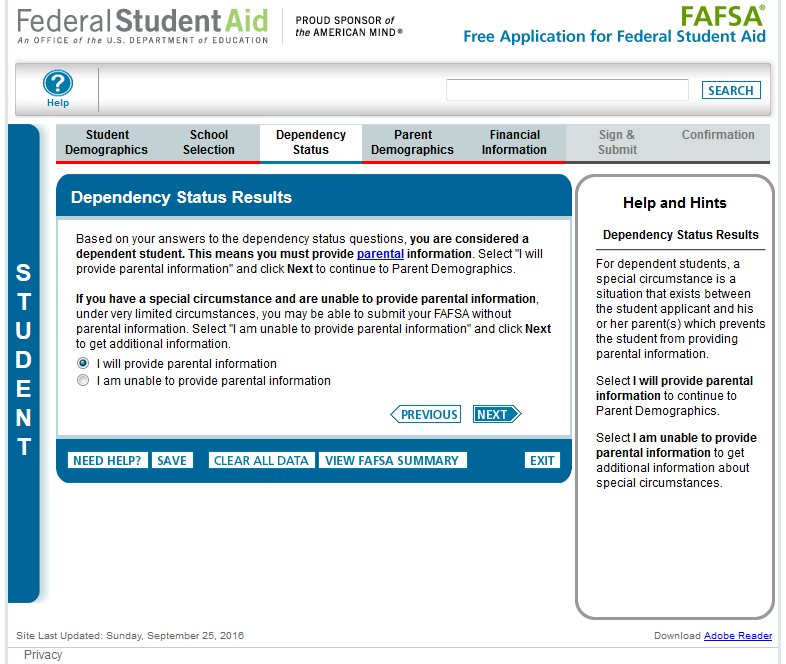 Federal Student Aid
An OFFICE of the U.S. DEPARTMENT of EDUCATION
PROUD SPONSOR of
the AMERICAN MIND®
FAFSA®
Free Application for Federal Student Aid
?
Help
SEARCH
Student
Demographics
School
Selection
Dependency
Status
Parent
Demographics
Financial
Information
Sign &
Submit
Confirmation
STUDENT
Dependency Status Results
Based on your answers to the dependency status questions, you are considered a
dependent student. This means you must provide parental information. Select "I will
provide parental information" and click Next to continue to Parent Demographics.
If you have a special circumstance and are unable to provide parental information,
under very limited circumstances, you may be able to submit your FAFSA without
parental information. Select "I am unable to provide parental information" and click Next
to get additional information.
I will provide parental information
I am unable to provide parental information
PREVIOUS
NEXT
NEED HELP?
SAVE
CLEAR ALL DATA
VIEW FAFSA SUMMARY
EXIT
Help and Hints
Dependency Status Results
For dependent students, a
special circumstance is a
situation that exists between
the student applicant and his
or her parent(s) which prevents
the student from providing
parental information.
Select I will provide parental
information to continue to
Parent Demographics.
Select I am unable to provide
parental information to get
additional information about
special circumstances.
Site Last Updated: Sunday, September 25, 2016
Download Adobe Reader
Privacy